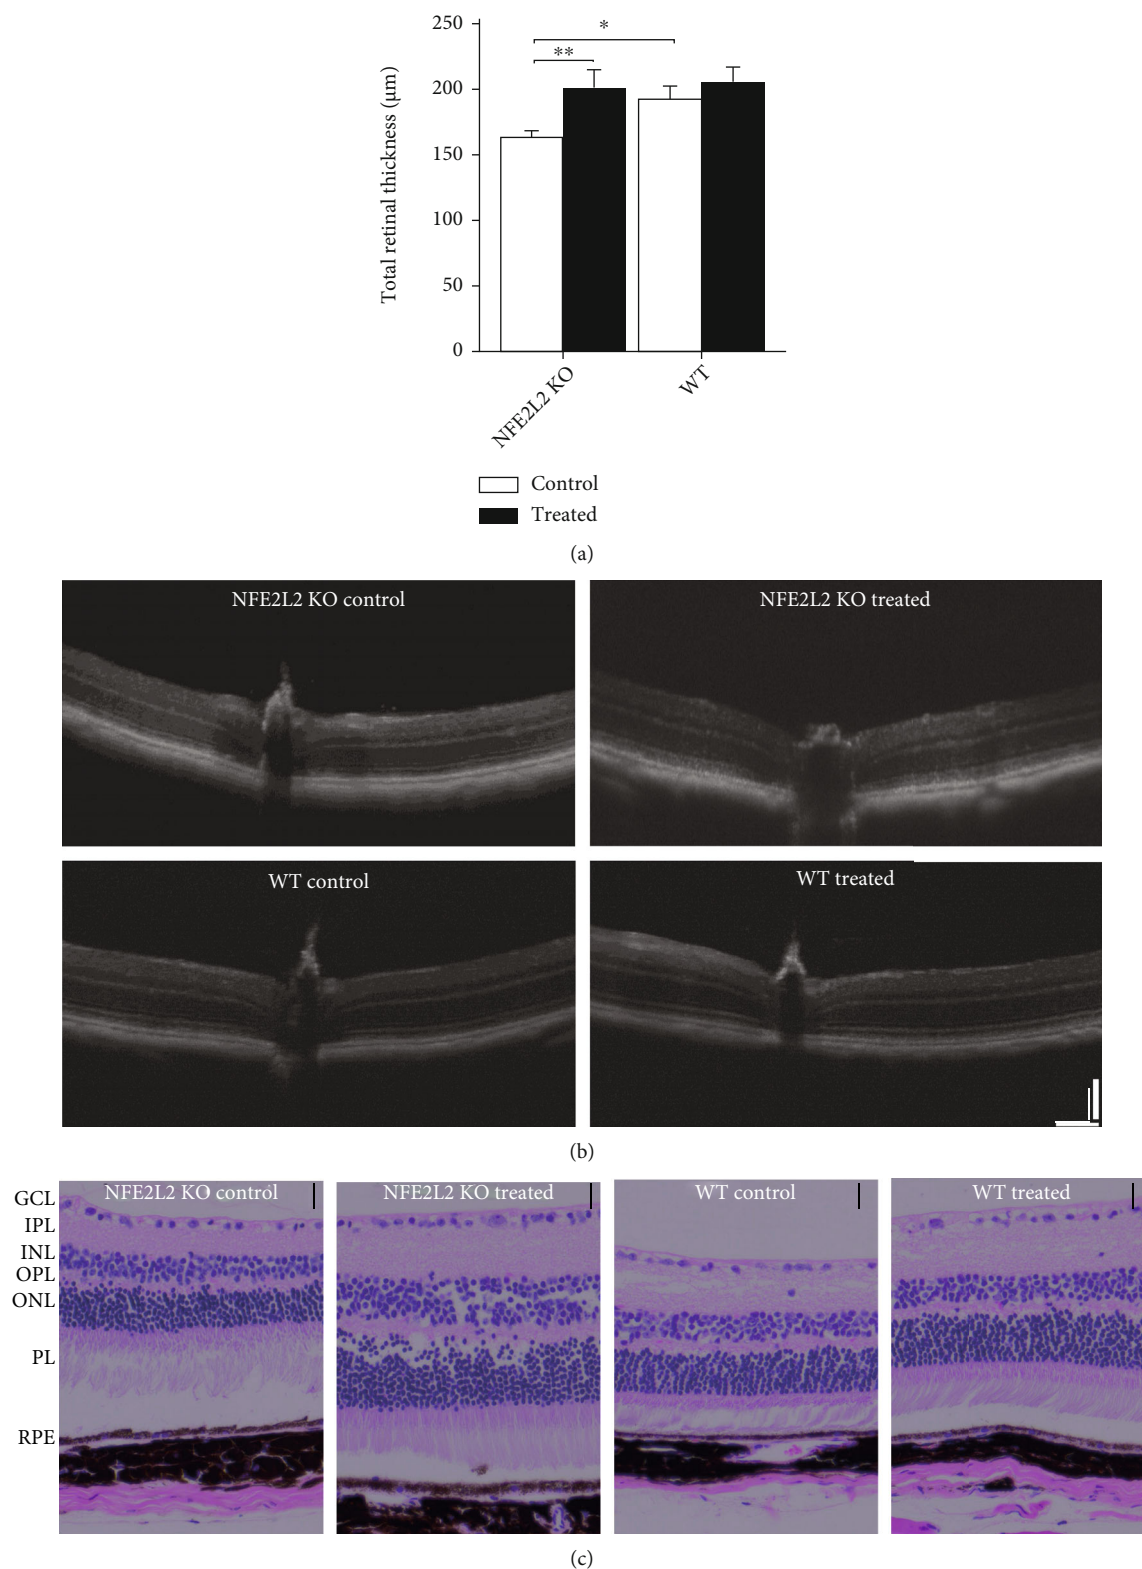 250
200
150
100
50
0
Total retinal thickness (μm)
*
**
NFE2L2 KO
WT
Control
Treated
(a)
NFE2L2 KO control
NFE2L2 KO treated
WT control
WT treated
(b)
GCL
IPL
INL
OPL
ONL
PL
RPE
NFE2L2 KO control
NFE2L2 KO treated
WT control
WT treated
(c)